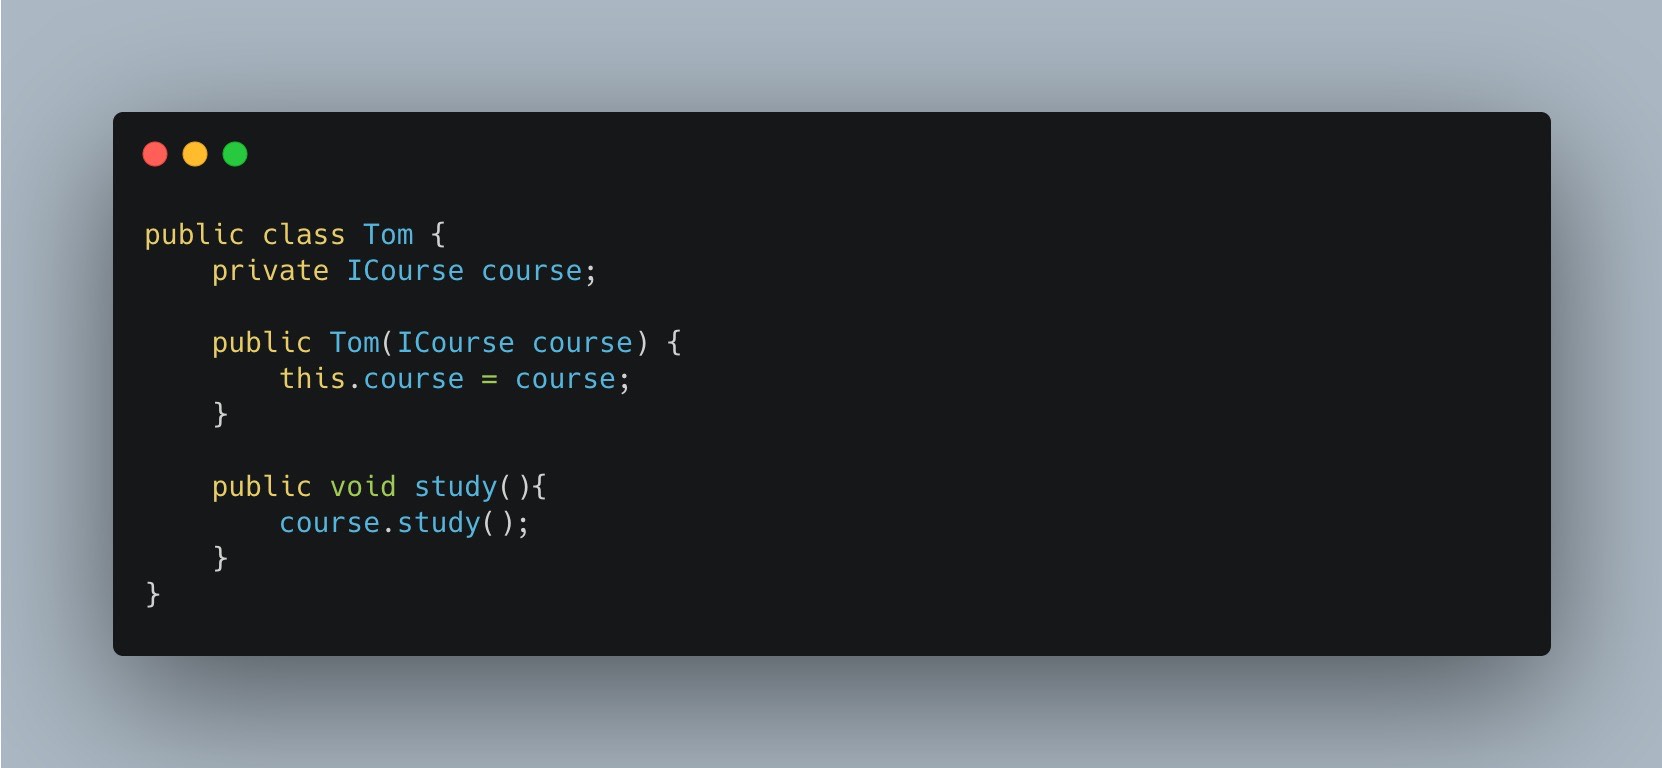 public class Tom {
    private ICourse course;

    public Tom(ICourse course) {
        this.course = course;
    }

    public void study(){
        course.study();
    }
}